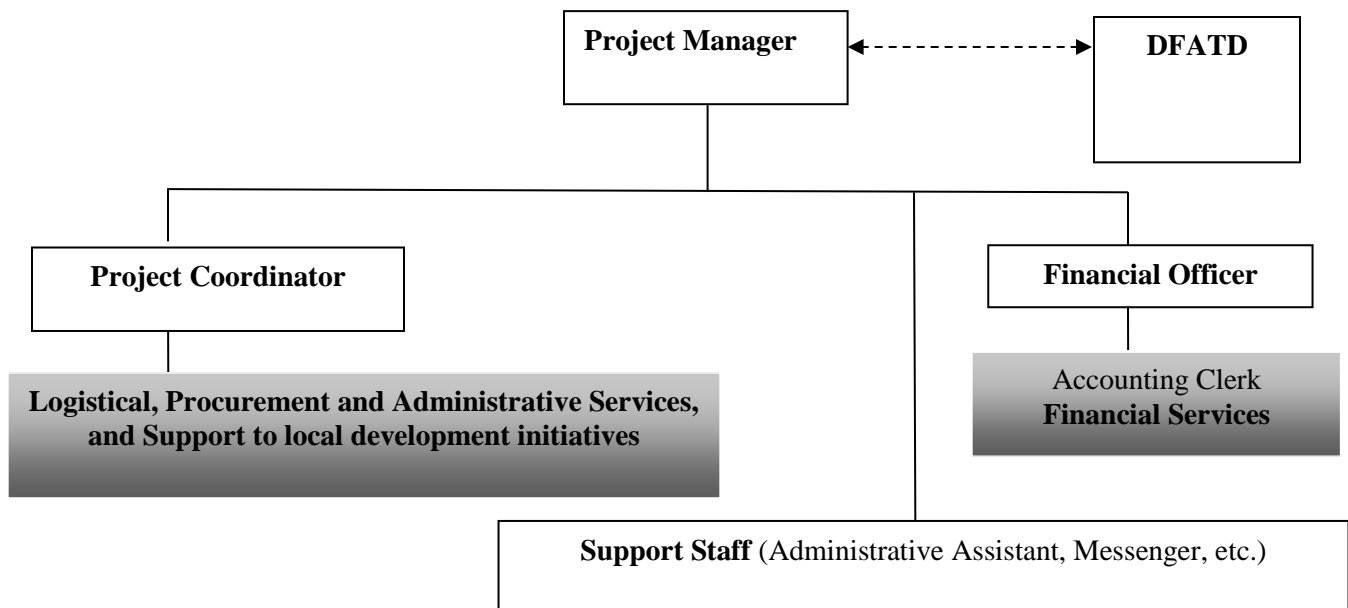 Project Manager
DFATD
Project Coordinator
Financial Officer
Logistical, Procurement and Administrative Services,
and Support to local development initiatives
Accounting Clerk
Financial Services
Support Staff (Administrative Assistant, Messenger, etc.)